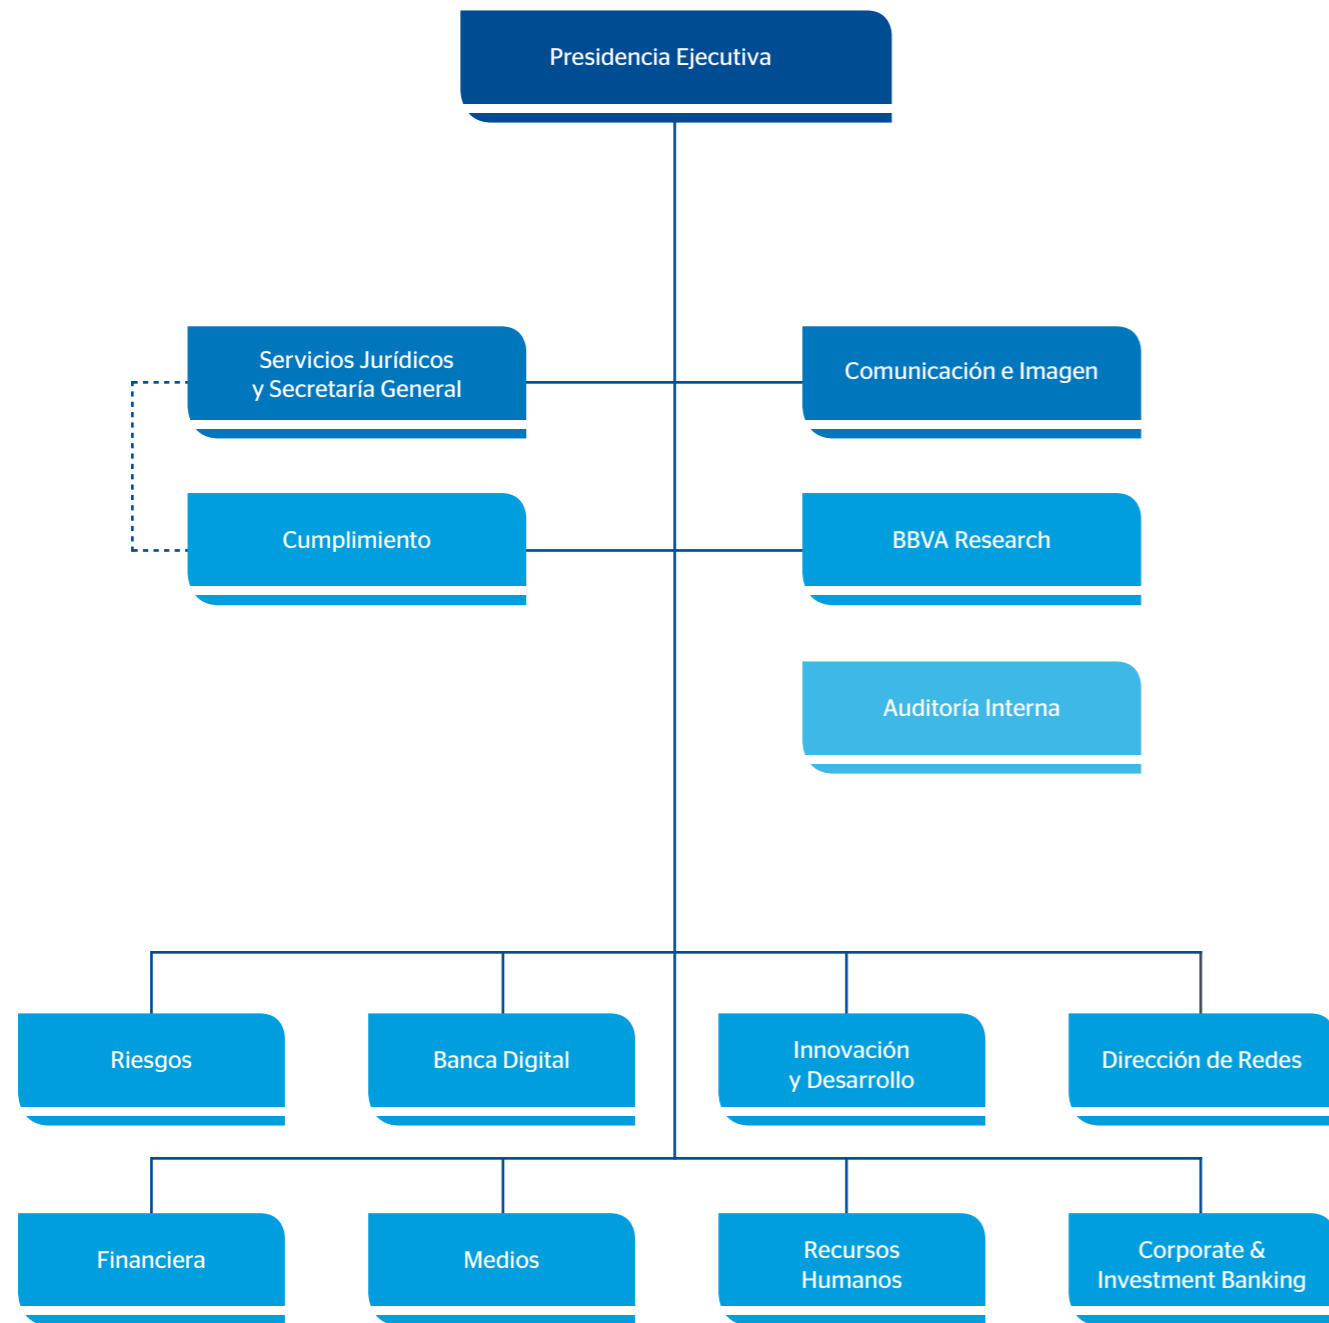 Presidencia Ejecutiva
Servicios Jurídicos
y Secretaría General
Comunicación e Imagen
Cumplimiento
BBVA Research
Auditoría Interna
Riesgos
Banca Digital
Innovación
y Desarrollo
Dirección de Redes
Financiera
Medios
Recursos
Humanos
Corporate &
Investment Banking